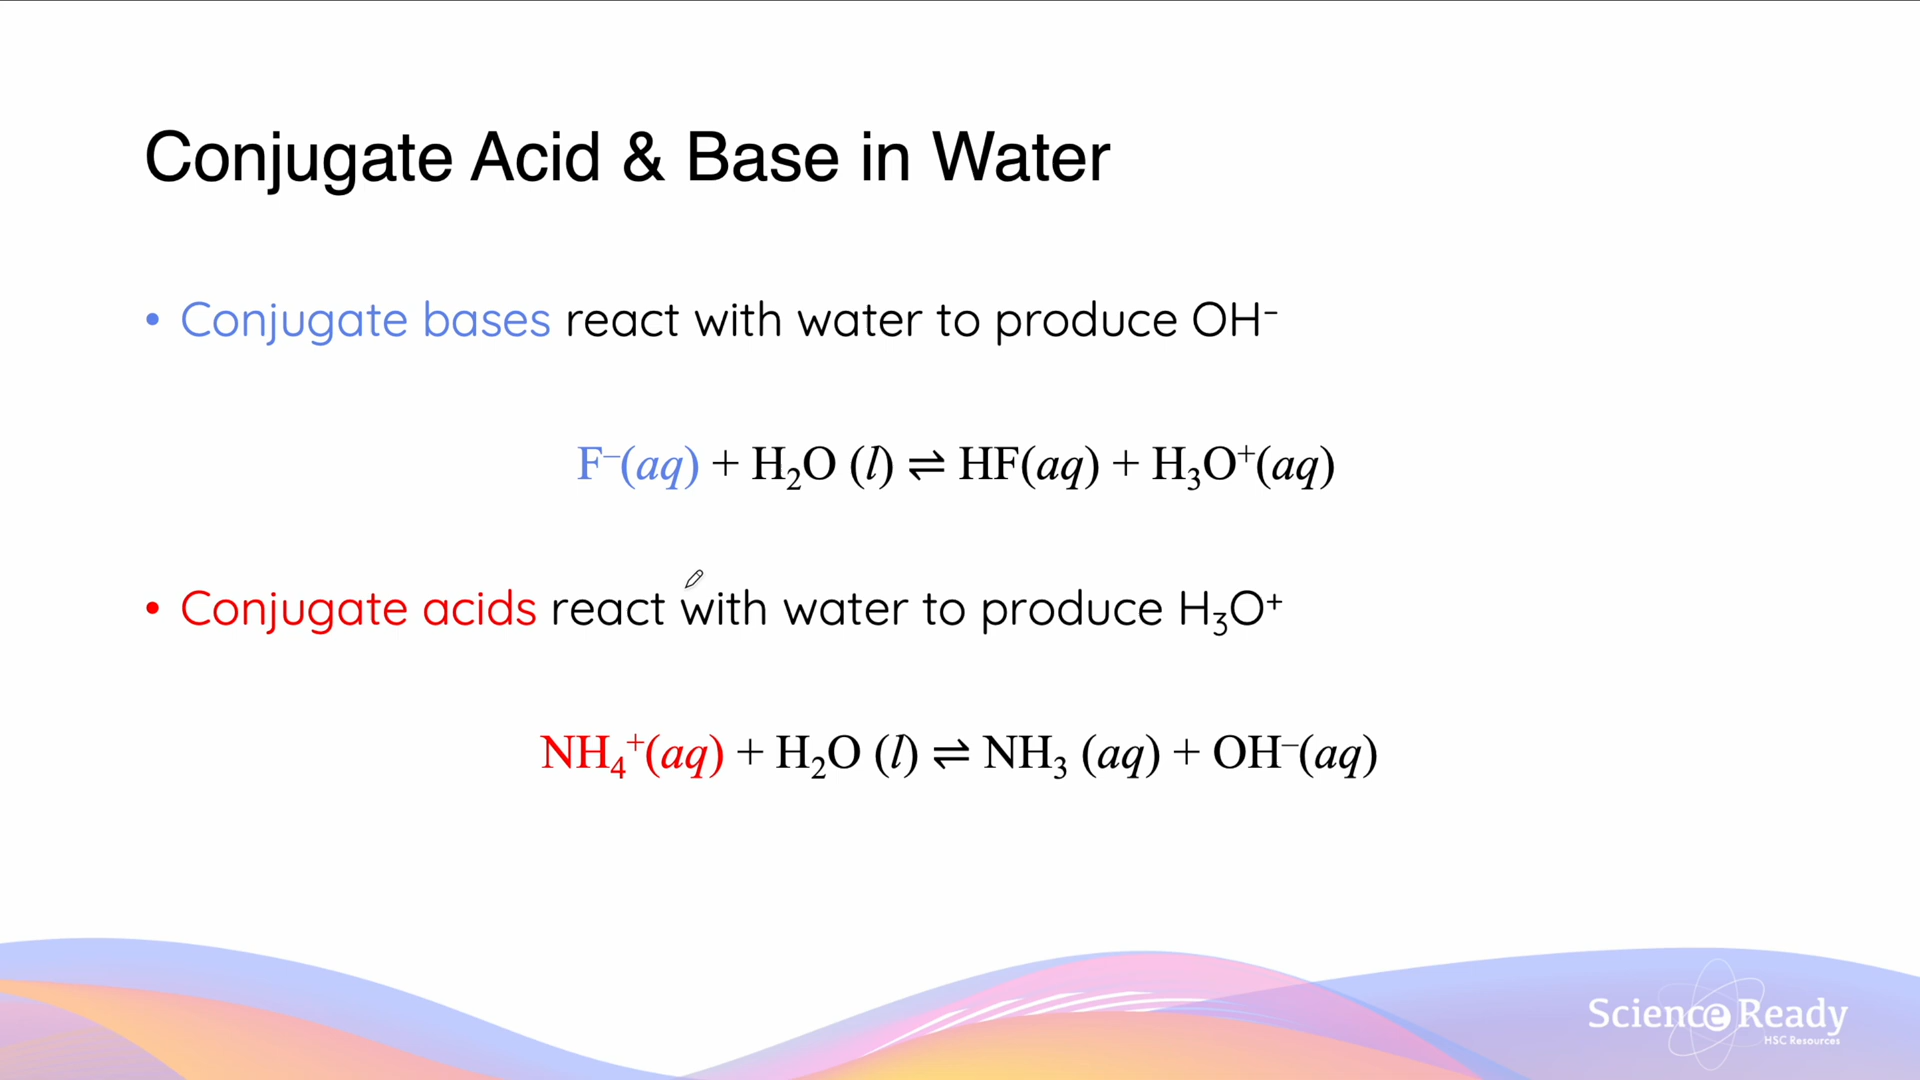 Conjugate Acid & Base in Water
• Conjugate bases react with water to produce OH⁻
F⁻(aq) + H₂O (l) ⇌ HF(aq) + H₃O⁺(aq)
• Conjugate acids react with water to produce H₃O⁺
NH₄⁺(aq) + H₂O (l) ⇌ NH₃ (aq) + OH⁻(aq)
Science Ready
HSC Resources